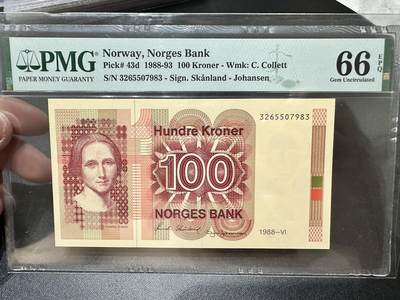 PMG
PAPER MONEY GUARANTY
Norway, Norges Bank
Pick# 43d 1988-93 100 Kroner - Wmk: C. Collett
S/N 3265507983 - Sign. Skånland - Johansen
66 EPQ
Gem Uncirculated
Hundre Kroner
3265507983
100
NORGES BANK
1988-VI